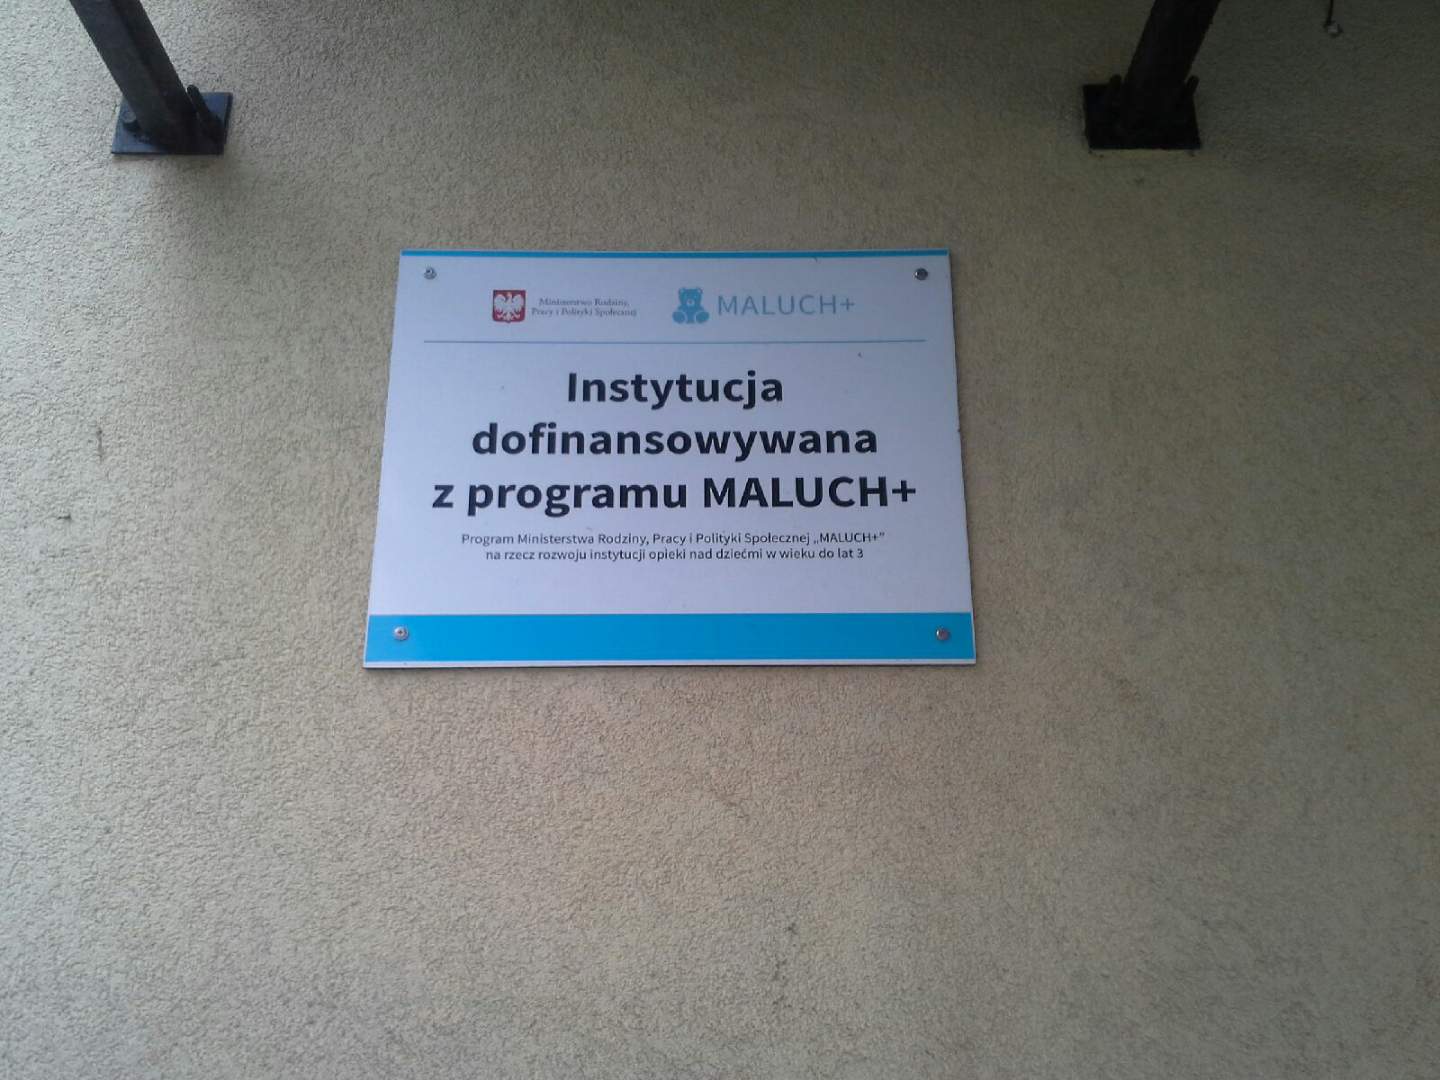 Ministerstwo Rodziny,
Pracy i Polityki Społecznej
MALUCH+
Instytucja
dofinansowywana
z programu MALUCH+
Program Ministerstwa Rodziny, Pracy i Polityki Społecznej „MALUCH+”
na rzecz rozwoju instytucji opieki nad dziećmi w wieku do lat 3